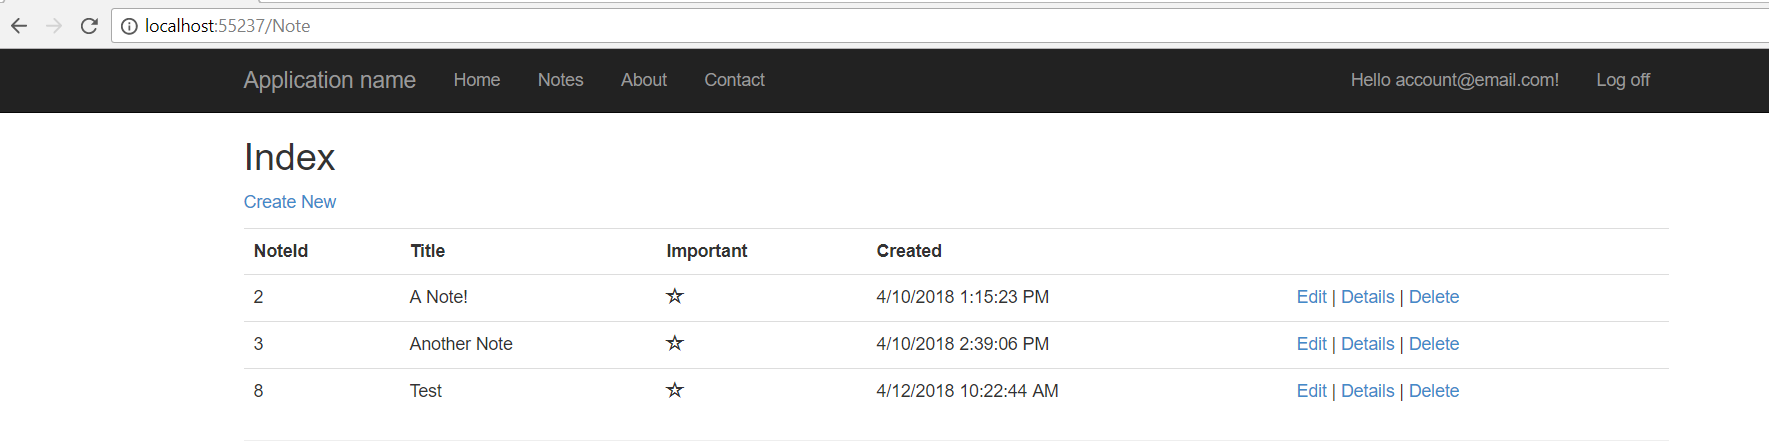 localhost:55237/Note
Application name Home Notes About Contact Hello account@email.com! Log off
Index
Create New
NoteId Title Important Created
2 A Note! ☆ 4/10/2018 1:15:23 PM Edit | Details | Delete
3 Another Note ☆ 4/10/2018 2:39:06 PM Edit | Details | Delete
8 Test ☆ 4/12/2018 10:22:44 AM Edit | Details | Delete